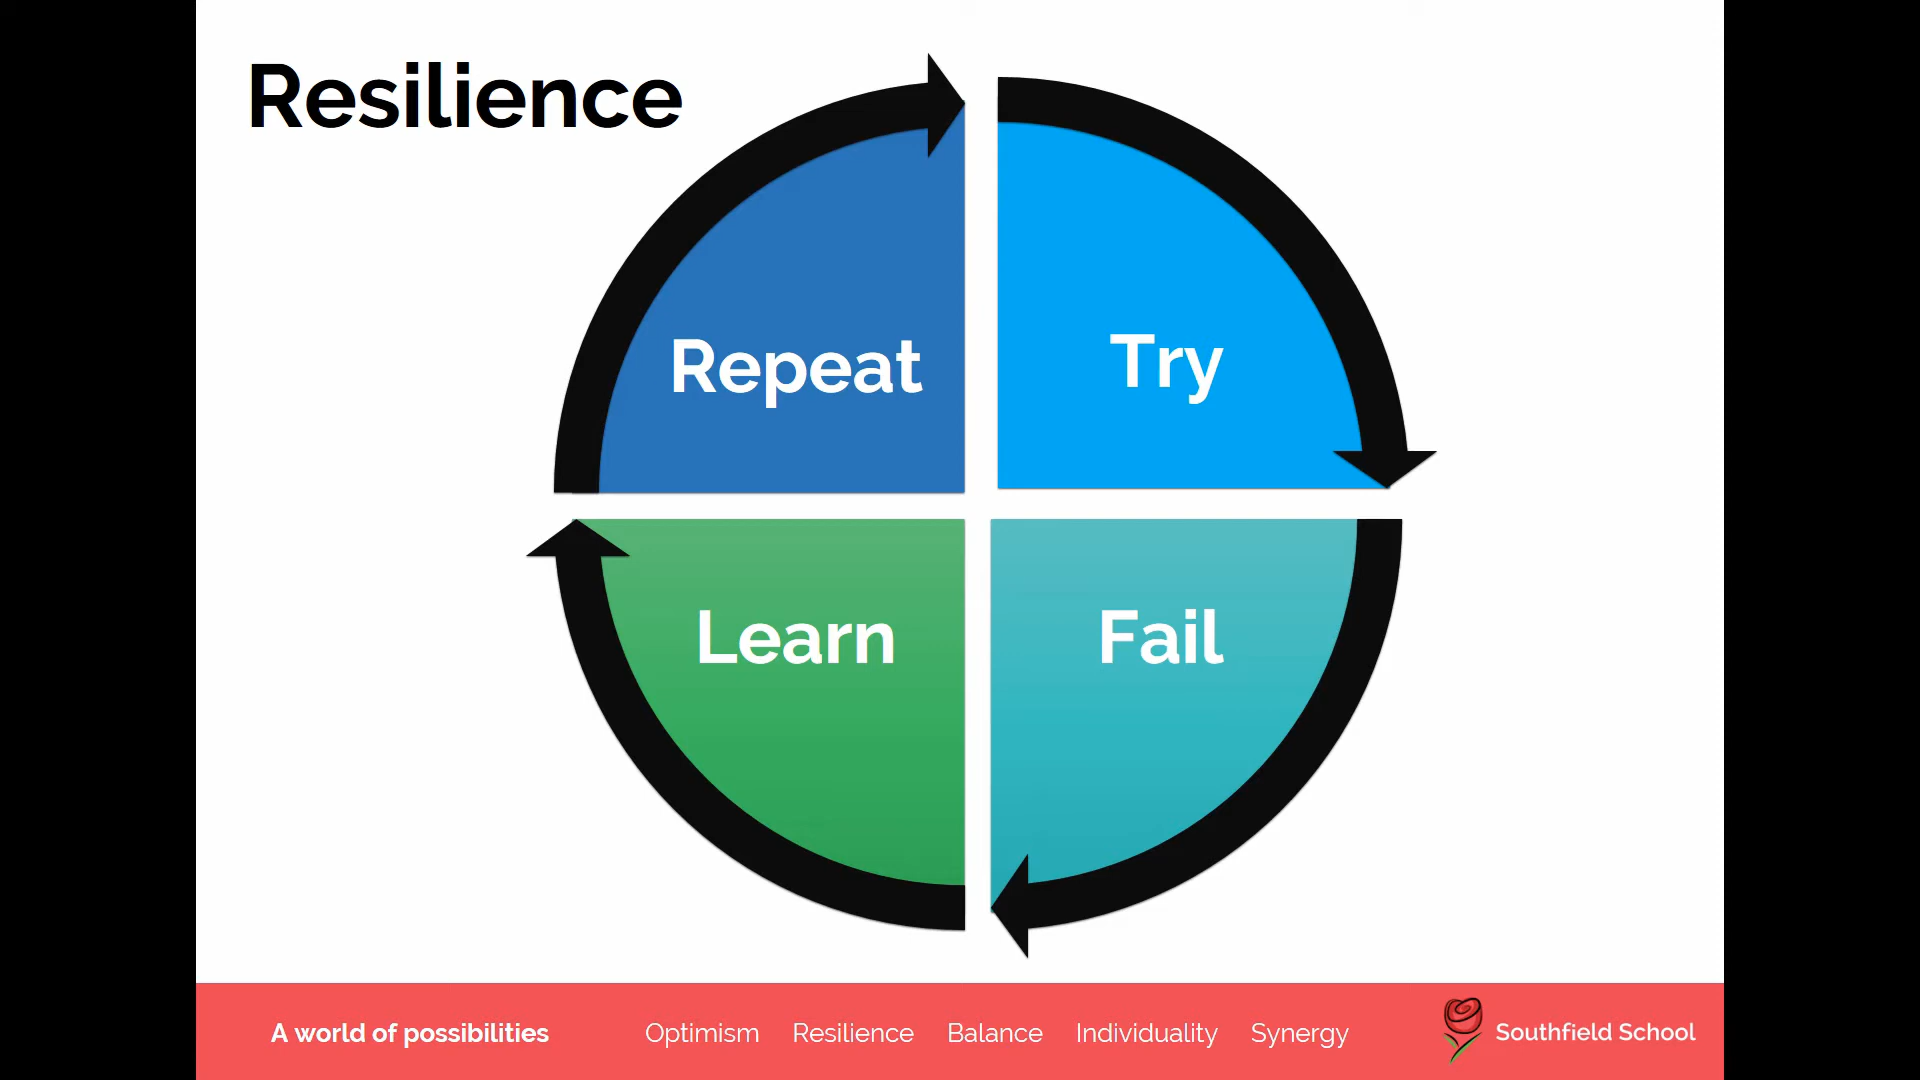 Resilience
Repeat
Try
Learn
Fail
A world of possibilities
Optimism Resilience Balance Individuality Synergy
Southfield School